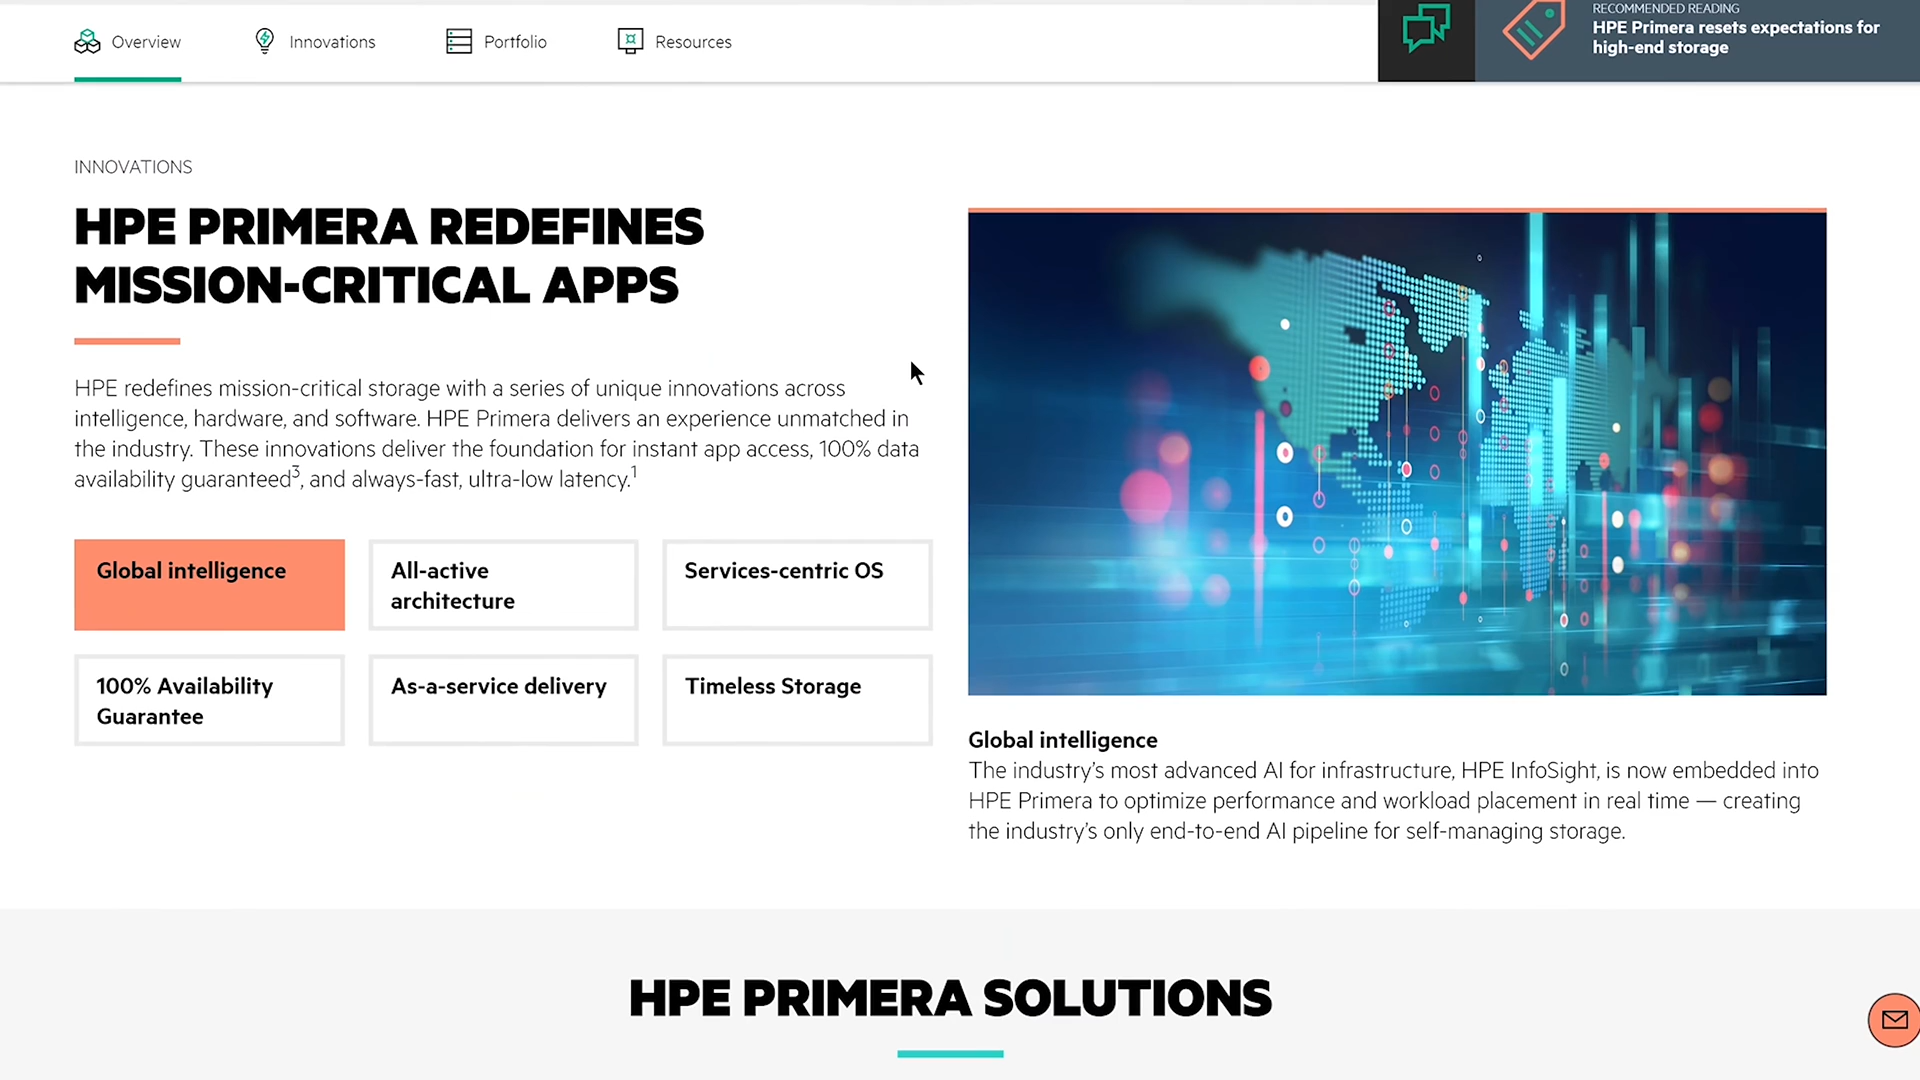 Overview
Innovations
Portfolio
Resources
RECOMMENDED READING
HPE Primera resets expectations for
high-end storage
INNOVATIONS
HPE PRIMERA REDEFINES
MISSION-CRITICAL APPS
HPE redefines mission-critical storage with a series of unique innovations across
intelligence, hardware, and software. HPE Primera delivers an experience unmatched in
the industry. These innovations deliver the foundation for instant app access, 100% data
availability guaranteed³, and always-fast, ultra-low latency.¹
Global intelligence
All-active
architecture
Services-centric OS
100% Availability
Guarantee
As-a-service delivery
Timeless Storage
Global intelligence
The industry’s most advanced AI for infrastructure, HPE InfoSight, is now embedded into
HPE Primera to optimize performance and workload placement in real time — creating
the industry’s only end-to-end AI pipeline for self-managing storage.
HPE PRIMERA SOLUTIONS